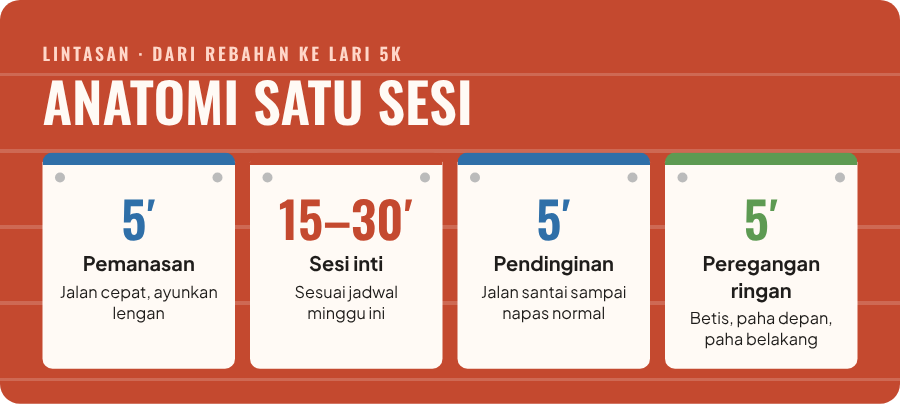 LINTASAN · DARI REBAHAN KE LARI 5K
ANATOMI SATU SESI
5′
Pemanasan
Jalan cepat, ayunkan
lengan
15–30′
Sesi inti
Sesuai jadwal
minggu ini
5′
Pendinginan
Jalan santai sampai
napas normal
5′
Peregangan
ringan
Betis, paha depan,
paha belakang